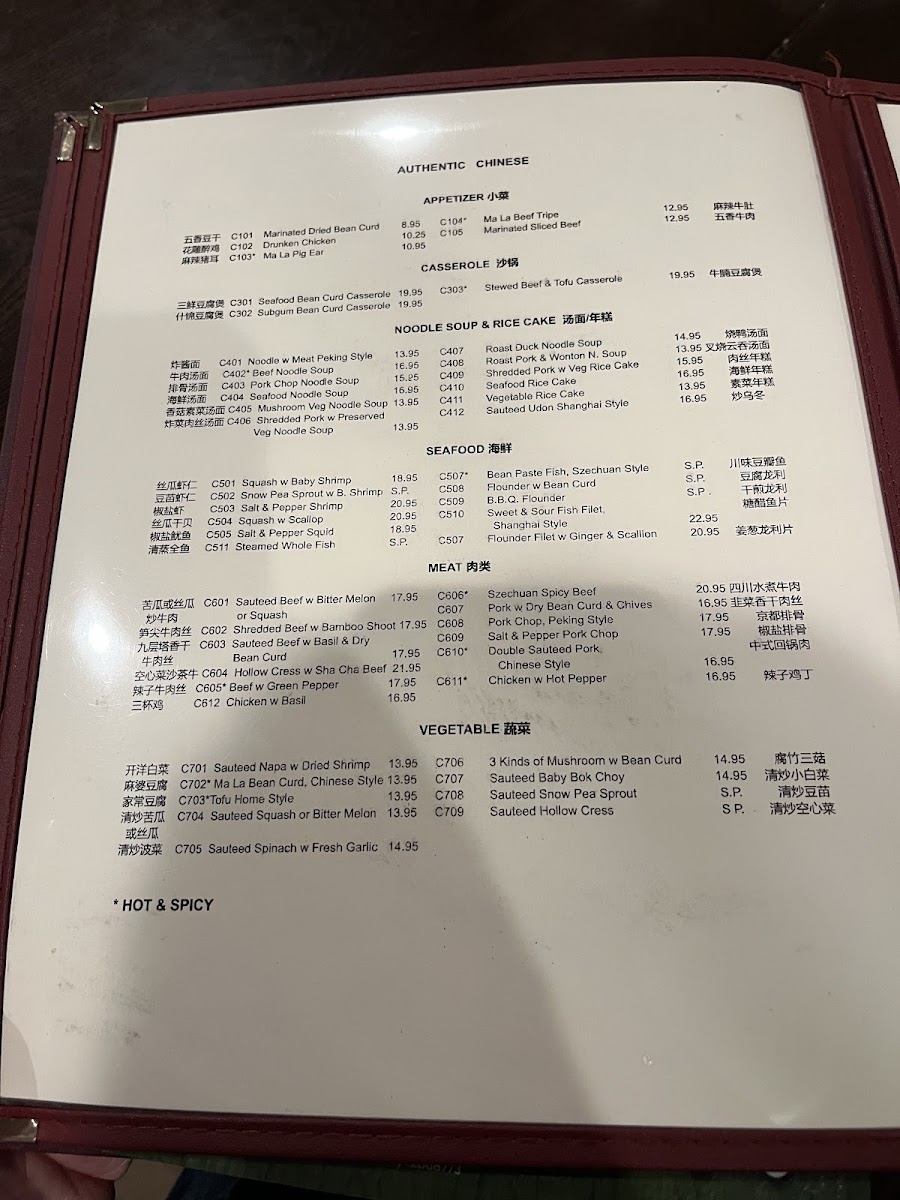 AUTHENTIC CHINESE
APPETIZER 小菜
五香豆干 C101 Marinated Dried Bean Curd 8.95
花雕醉鸡 C102 Drunken Chicken 10.25
麻辣猪耳 C103* Ma La Pig Ear 10.95
C104* Ma La Beef Tripe 12.95 麻辣牛肚
C105 Marinated Sliced Beef 12.95 五香牛肉
CASSEROLE 沙锅
三鲜豆腐煲 C301 Seafood Bean Curd Casserole 19.95
什锦豆腐煲 C302 Subgum Bean Curd Casserole 19.95
C303* Stewed Beef & Tofu Casserole 19.95 牛腩豆腐煲
NOODLE SOUP & RICE CAKE 汤面/年糕
炸酱面 C401 Noodle w Meat Peking Style 13.95
牛肉汤面 C402* Beef Noodle Soup 16.95
排骨汤面 C403 Pork Chop Noodle Soup 15.25
海鲜汤面 C404 Seafood Noodle Soup 16.95
香菇素菜汤面 C405 Mushroom Veg Noodle Soup 13.95
炸菜肉丝汤面 C406 Shredded Pork w Preserved
Veg Noodle Soup 13.95
C407 Roast Duck Noodle Soup 14.95 烧鸭汤面
C408 Roast Pork & Wonton N. Soup 13.95 叉烧云吞汤面
C409 Shredded Pork w Veg Rice Cake 15.95 肉丝年糕
C410 Seafood Rice Cake 16.95 海鲜年糕
C411 Vegetable Rice Cake 13.95 素菜年糕
C412 Sauteed Udon Shanghai Style 16.95 炒乌冬
SEAFOOD 海鲜
丝瓜虾仁 C501 Squash w Baby Shrimp 18.95
豆苗虾仁 C502 Snow Pea Sprout w B. Shrimp S.P.
椒盐虾 C503 Salt & Pepper Shrimp 20.95
丝瓜干贝 C504 Squash w Scallop 20.95
椒盐鱿鱼 C505 Salt & Pepper Squid 18.95
清蒸全鱼 C511 Steamed Whole Fish S.P.
C507* Bean Paste Fish, Szechuan Style S.P. 川味豆瓣鱼
C508 Flounder w Bean Curd S.P. 豆腐龙利
C509 B.B.Q. Flounder S.P. 干煎龙利
C510 Sweet & Sour Fish Filet, 糖醋鱼片
Shanghai Style 22.95
C507 Flounder Filet w Ginger & Scallion 20.95 姜葱龙利片
MEAT 肉类
苦瓜或丝瓜 C601 Sauteed Beef w Bitter Melon 17.95
炒牛肉 or Squash
笋尖牛肉丝 C602 Shredded Beef w Bamboo Shoot 17.95
九层塔香干 C603 Sauteed Beef w Basil & Dry
牛肉丝 Bean Curd 17.95
空心菜沙茶牛 C604 Hollow Cress w Sha Cha Beef 21.95
辣子牛肉丝 C605* Beef w Green Pepper 17.95
三杯鸡 C612 Chicken w Basil 16.95
C606* Szechuan Spicy Beef 20.95 四川水煮牛肉
C607 Pork w Dry Bean Curd & Chives 16.95 韭菜香干肉丝
C608 Pork Chop, Peking Style 17.95 京都排骨
C609 Salt & Pepper Pork Chop 17.95 椒盐排骨
C610* Double Sauteed Pork, 中式回锅肉
Chinese Style 16.95
C611* Chicken w Hot Pepper 16.95 辣子鸡丁
VEGETABLE 蔬菜
开洋白菜 C701 Sauteed Napa w Dried Shrimp 13.95
麻婆豆腐 C702* Ma La Bean Curd, Chinese Style 13.95
家常豆腐 C703*Tofu Home Style 13.95
清炒苦瓜 C704 Sauteed Squash or Bitter Melon 13.95
或丝瓜
清炒波菜 C705 Sauteed Spinach w Fresh Garlic 14.95
C706 3 Kinds of Mushroom w Bean Curd 14.95 腐竹三菇
C707 Sauteed Baby Bok Choy 14.95 清炒小白菜
C708 Sauteed Snow Pea Sprout S.P. 清炒豆苗
C709 Sauteed Hollow Cress S P. 清炒空心菜
* HOT & SPICY